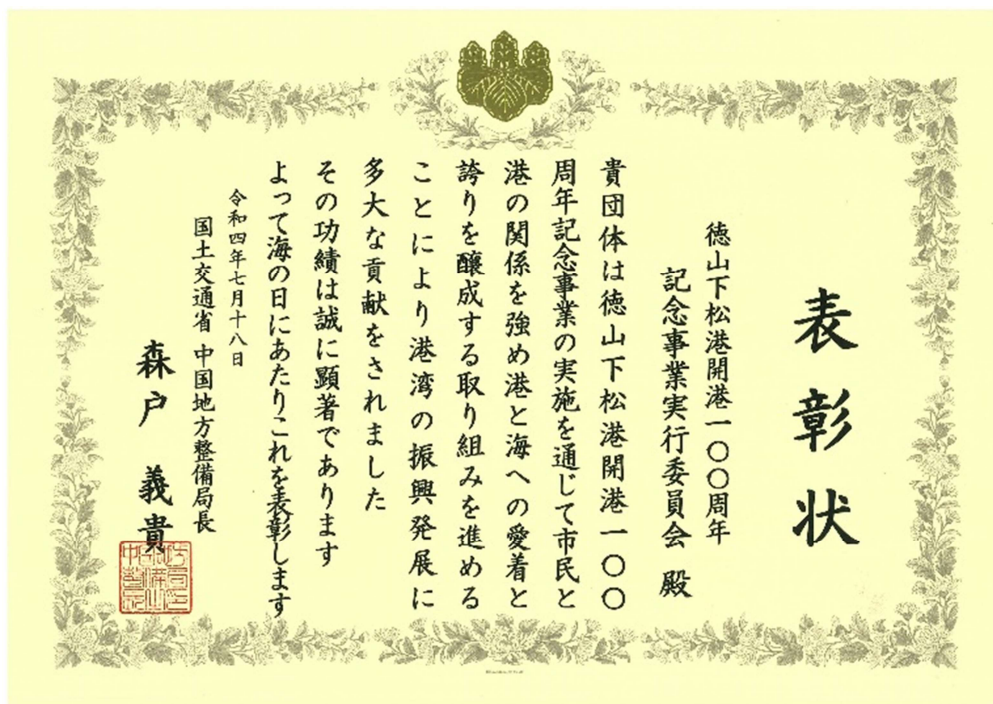 表彰状
徳山下松港開港一〇〇周年
記念事業実行委員会 殿
貴団体は徳山下松港開港一〇〇
周年記念事業の実施を通じて市民と
港の関係を強め港と海への愛着と
誇りを醸成する取り組みを進める
ことにより港湾の振興発展に
多大な貢献をされました
その功績は誠に顕著であります
よって海の日にあたりこれを表彰します
令和四年七月十八日
国土交通省 中国地方整備局長
森戸 義貴